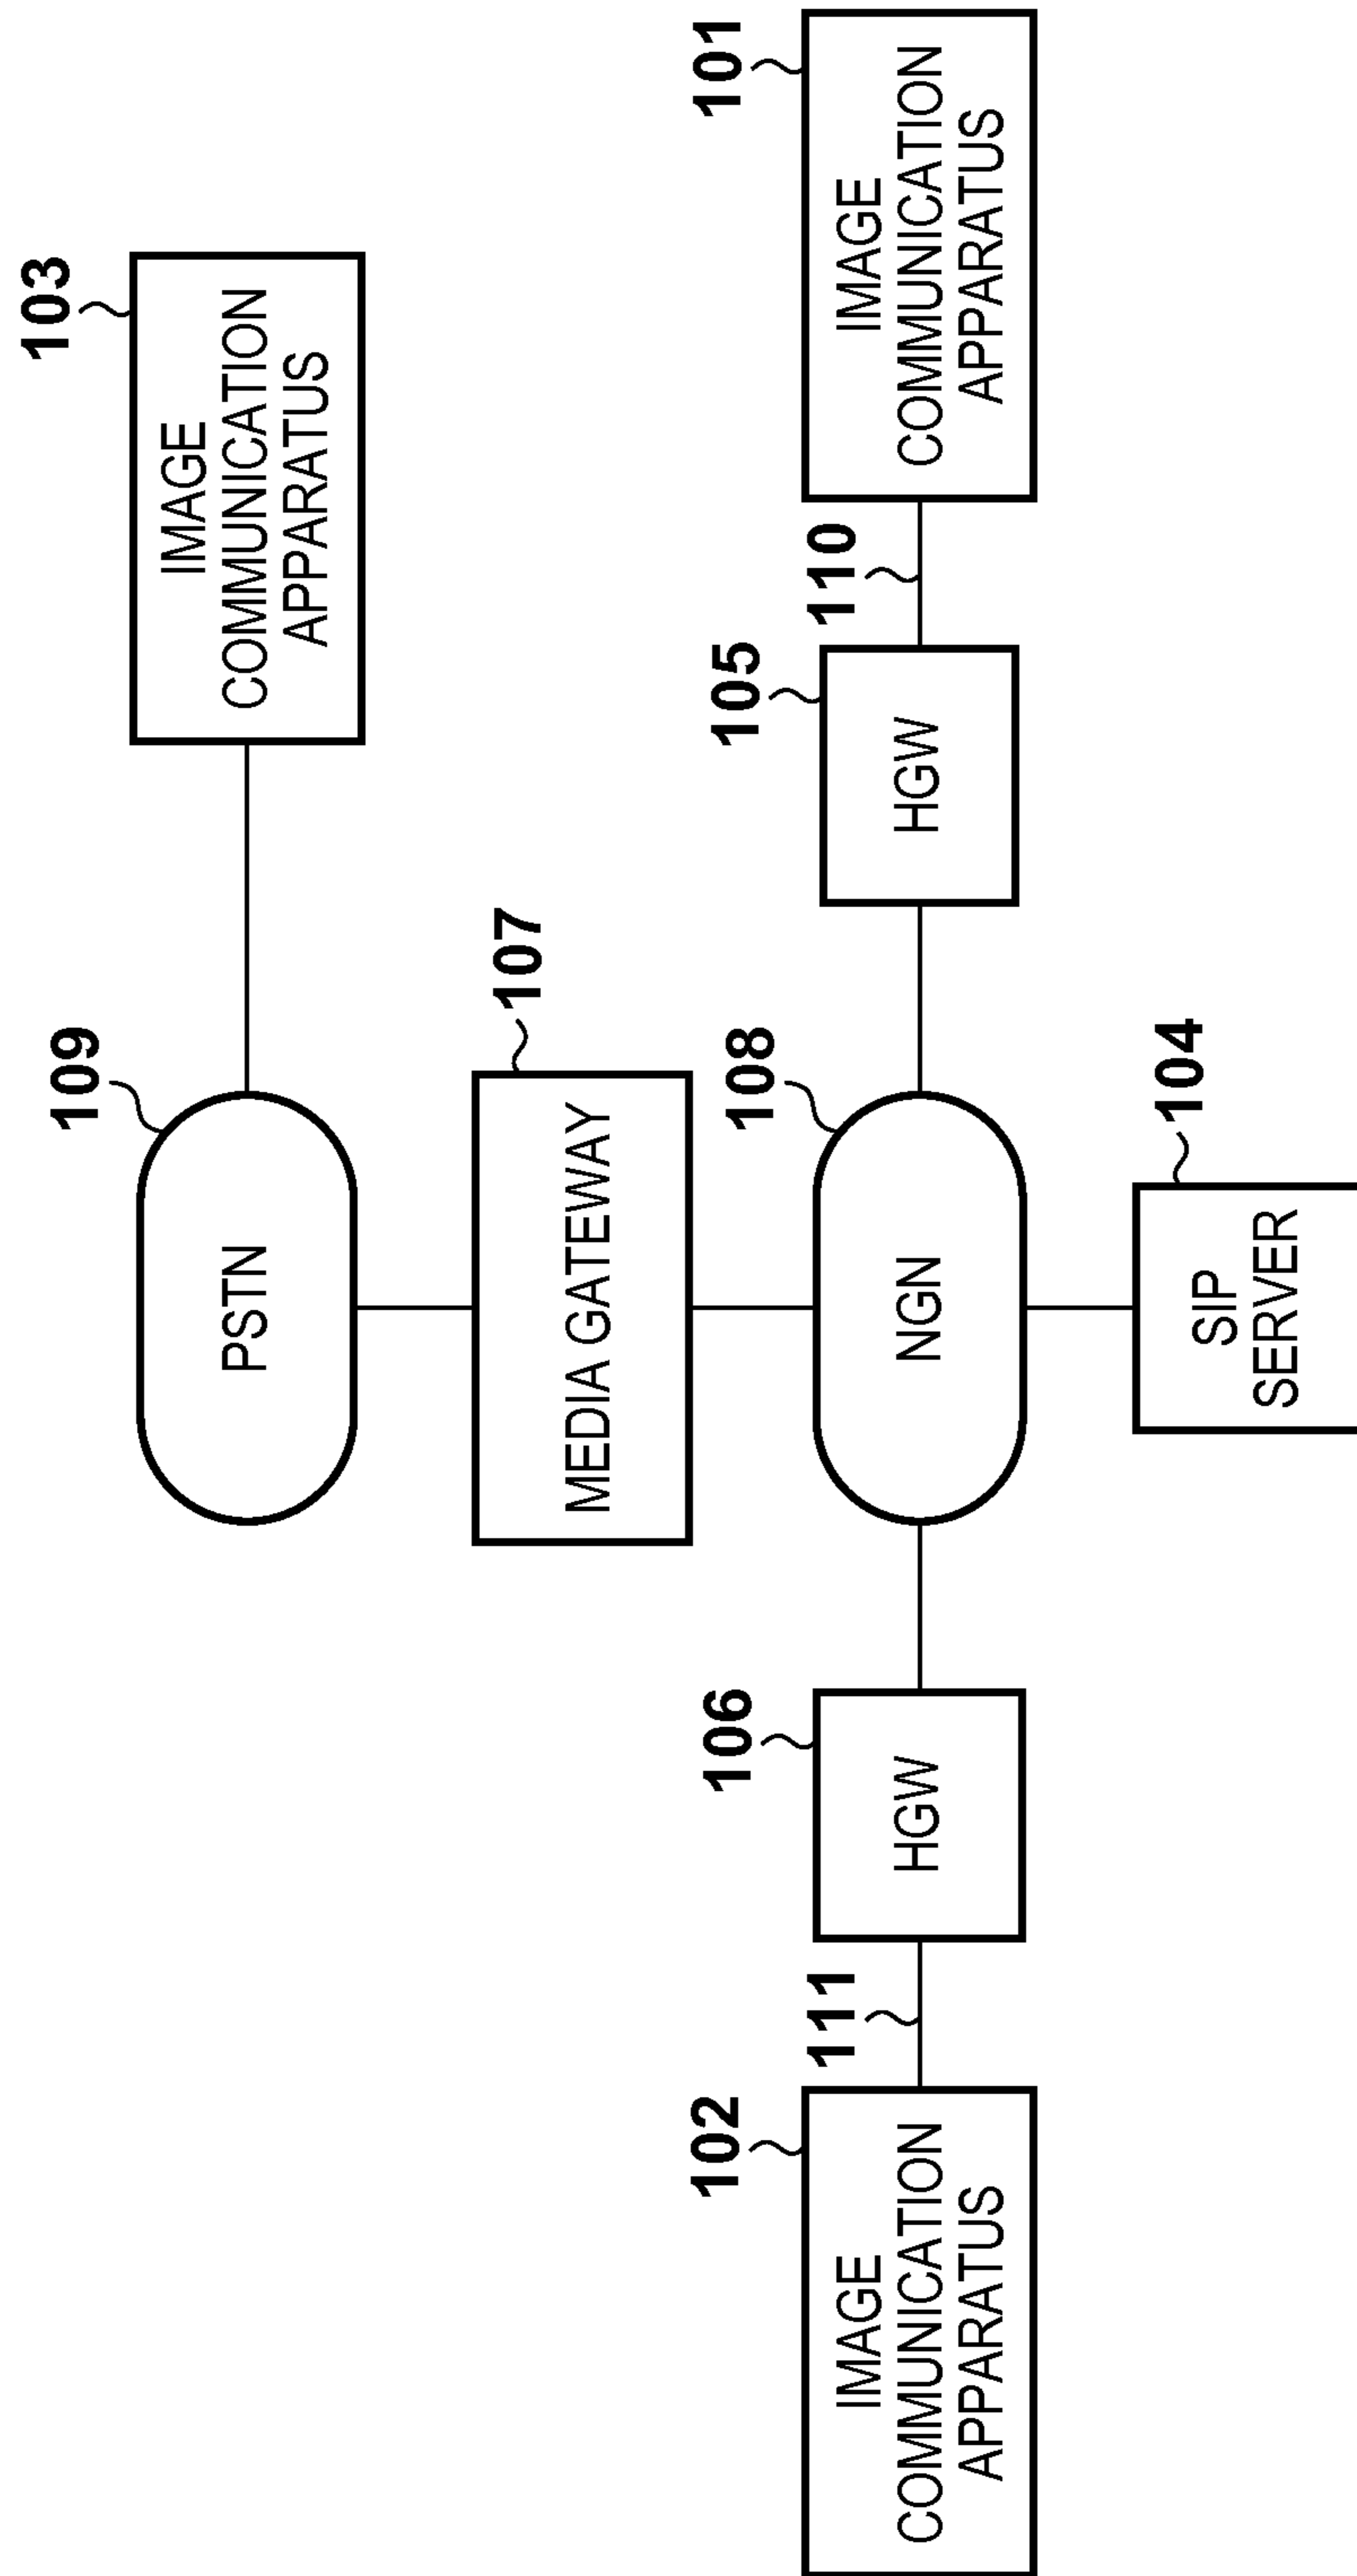 103
IMAGE
COMMUNICATION
APPARATUS
109
PSTN
107
MEDIA GATEWAY
102
IMAGE
COMMUNICATION
APPARATUS
111
106
HGW
108
NGN
105
HGW
110
101
IMAGE
COMMUNICATION
APPARATUS
104
SIP
SERVER